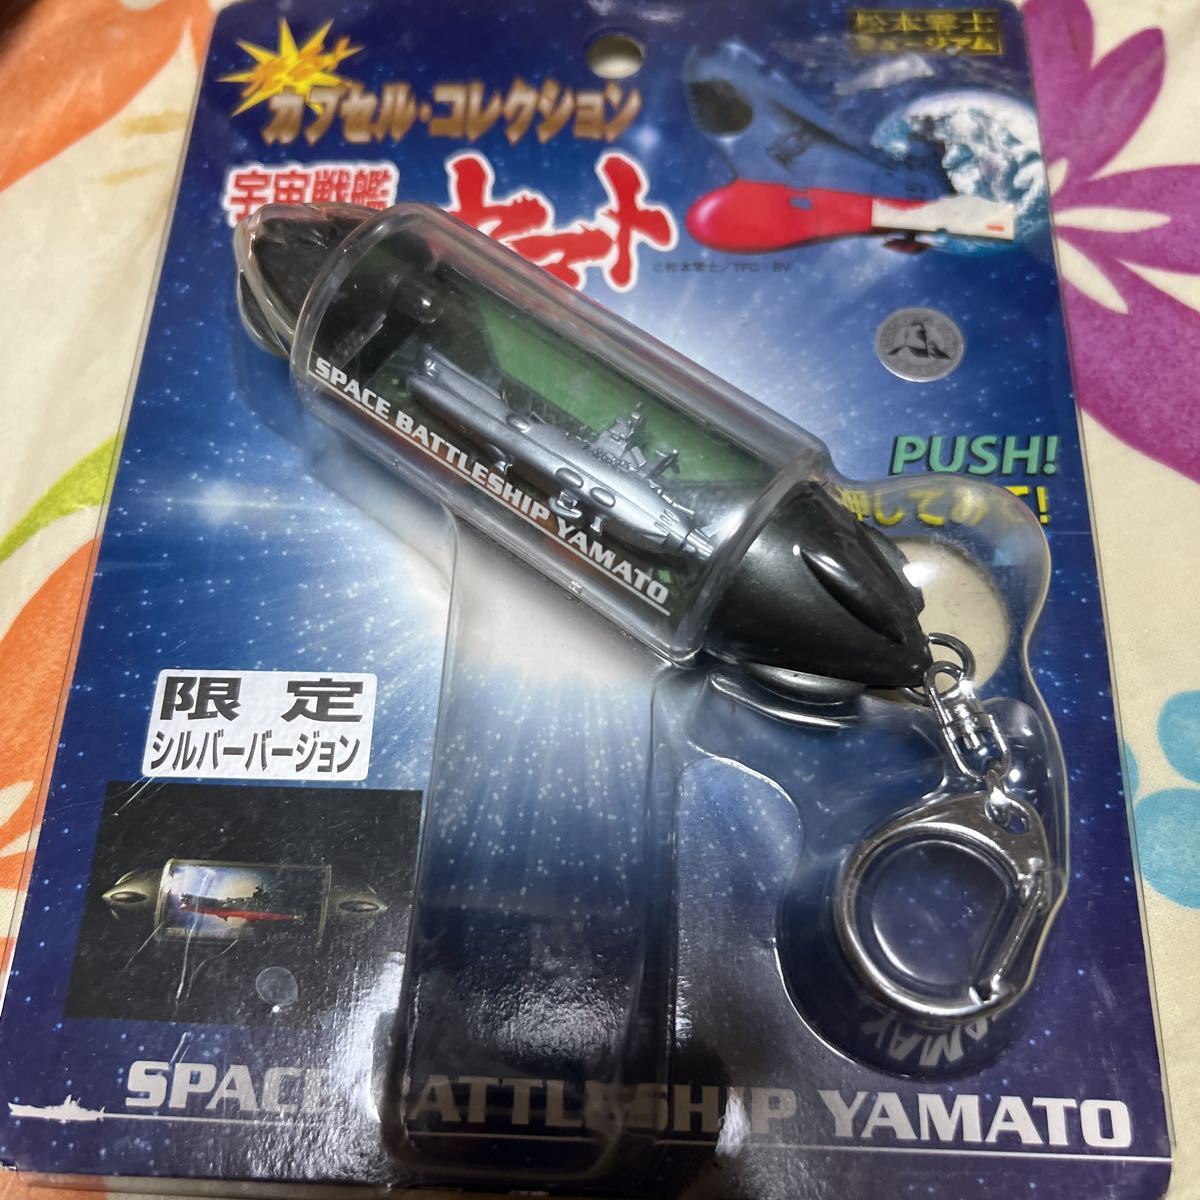 松本零士
ミュージアム
カプセル・コレクション
宇宙戦艦
ヤマト
©松本零士/TFC・BV
SPACE BATTLESHIP YAMATO
PUSH!
押してみて!
限定
シルバーバージョン
SPACE BATTLESHIP YAMATO